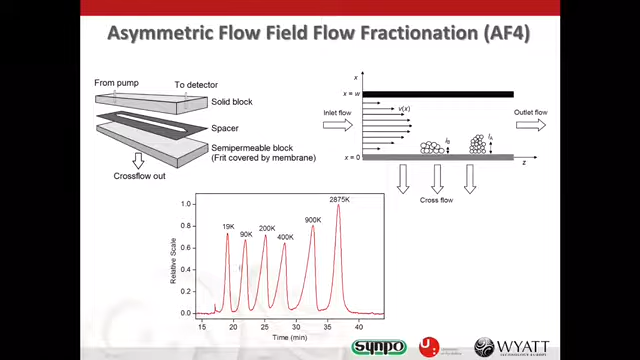 Asymmetric Flow Field Flow Fractionation (AF4)
From pump
To detector
Solid block
Spacer
Semipermeable block
(Frit covered by membrane)
Crossflow out
x
x = w
v(x)
Inlet flow
Outlet flow
l_B
l_A
x = 0
z
Cross flow
2875K
1.0
19K
90K
200K
400K
900K
0.8
0.6
0.4
0.2
0.0
Relative Scale
15
20
25
30
35
40
Time (min)
synpo
WYATT